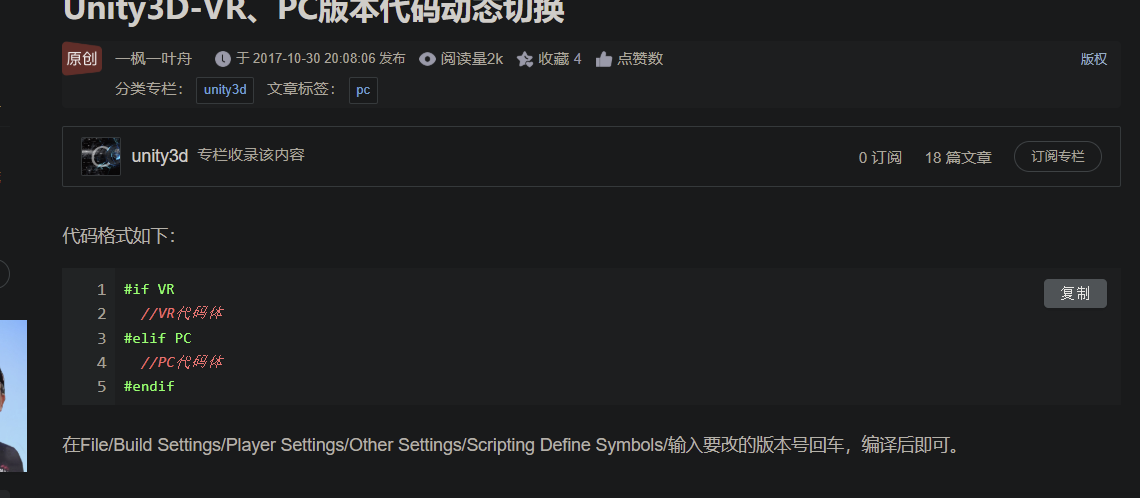 Unity3D-VR、PC版本代码动态切换
原创 一枫一叶舟 于 2017-10-30 20:08:06 发布 阅读量2k 收藏 4 点赞数 版权
分类专栏： unity3d 文章标签： pc
unity3d 专栏收录该内容 0 订阅 18 篇文章 订阅专栏
代码格式如下：
复制
1 #if VR
2 //VR代码体
3 #elif PC
4 //PC代码体
5 #endif
在File/Build Settings/Player Settings/Other Settings/Scripting Define Symbols/输入要改的版本号回车，编译后即可。